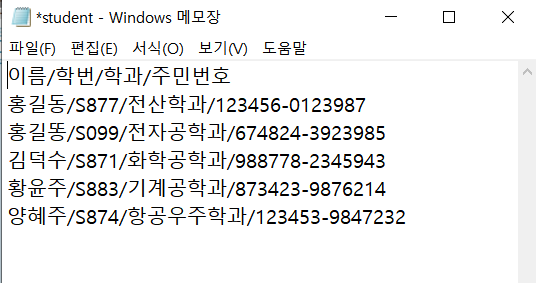 *student - Windows 메모장
파일(F) 편집(E) 서식(O) 보기(V) 도움말
이름/학번/학과/주민번호
홍길동/S877/전산학과/123456-0123987
홍길똥/S099/전자공학과/674824-3923985
김덕수/S871/화학공학과/988778-2345943
황윤주/S883/기계공학과/873423-9876214
양혜주/S874/항공우주학과/123453-9847232